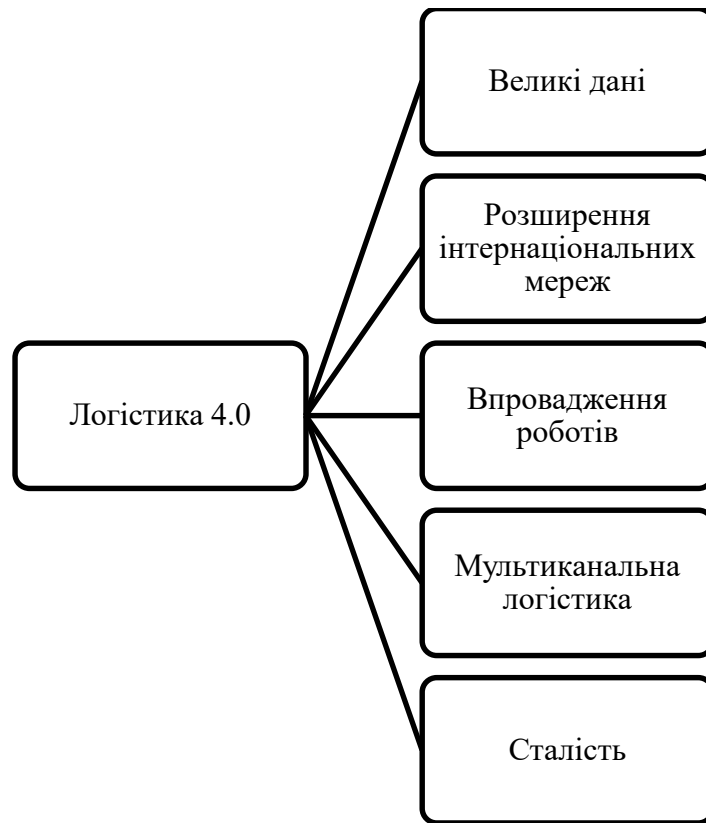 Великі дані
Розширення
інтернаціональних
мереж
Логістика 4.0
Впровадження
роботів
Мультиканальна
логістика
Сталість